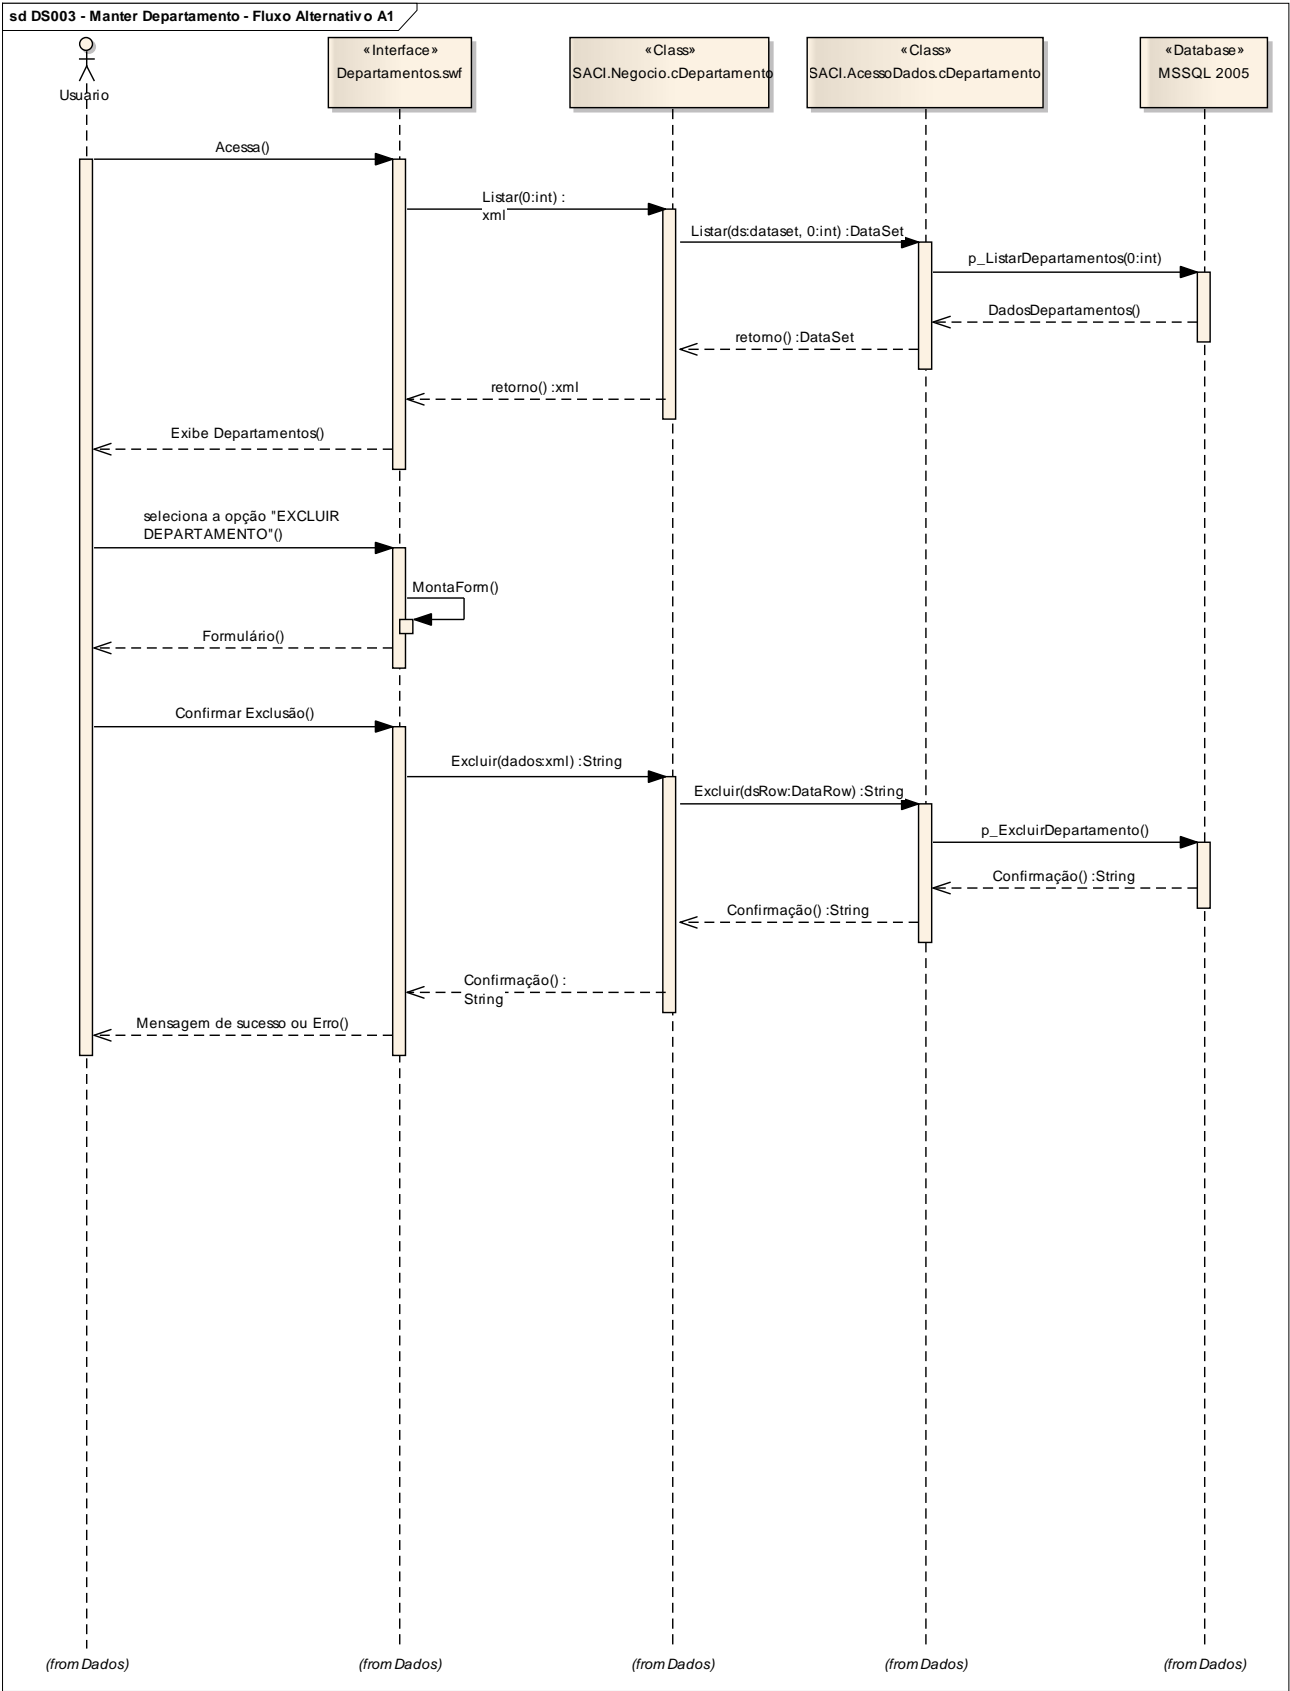 sd DS003 - Manter Departamento - Fluxo Alternativo A1
Usuário
«Interface»
Departamentos.swf
«Class»
SACI.Negocio.cDepartamento
«Class»
SACI.AcessoDados.cDepartamento
«Database»
MSSQL 2005
Acessa()
Listar(0:int) :
xml
Listar(ds:dataset, 0:int) :DataSet
p_ListarDepartamentos(0:int)
DadosDepartamentos()
retorno() :DataSet
retorno() :xml
Exibe Departamentos()
seleciona a opção "EXCLUIR
DEPARTAMENTO"()
MontaForm()
Formulário()
Confirmar Exclusão()
Excluir(dados:xml) :String
Excluir(dsRow:DataRow) :String
p_ExcluirDepartamento()
Confirmação() :String
Confirmação() :String
Confirmação() :
String
Mensagem de sucesso ou Erro()
(from Dados)
(from Dados)
(from Dados)
(from Dados)
(from Dados)